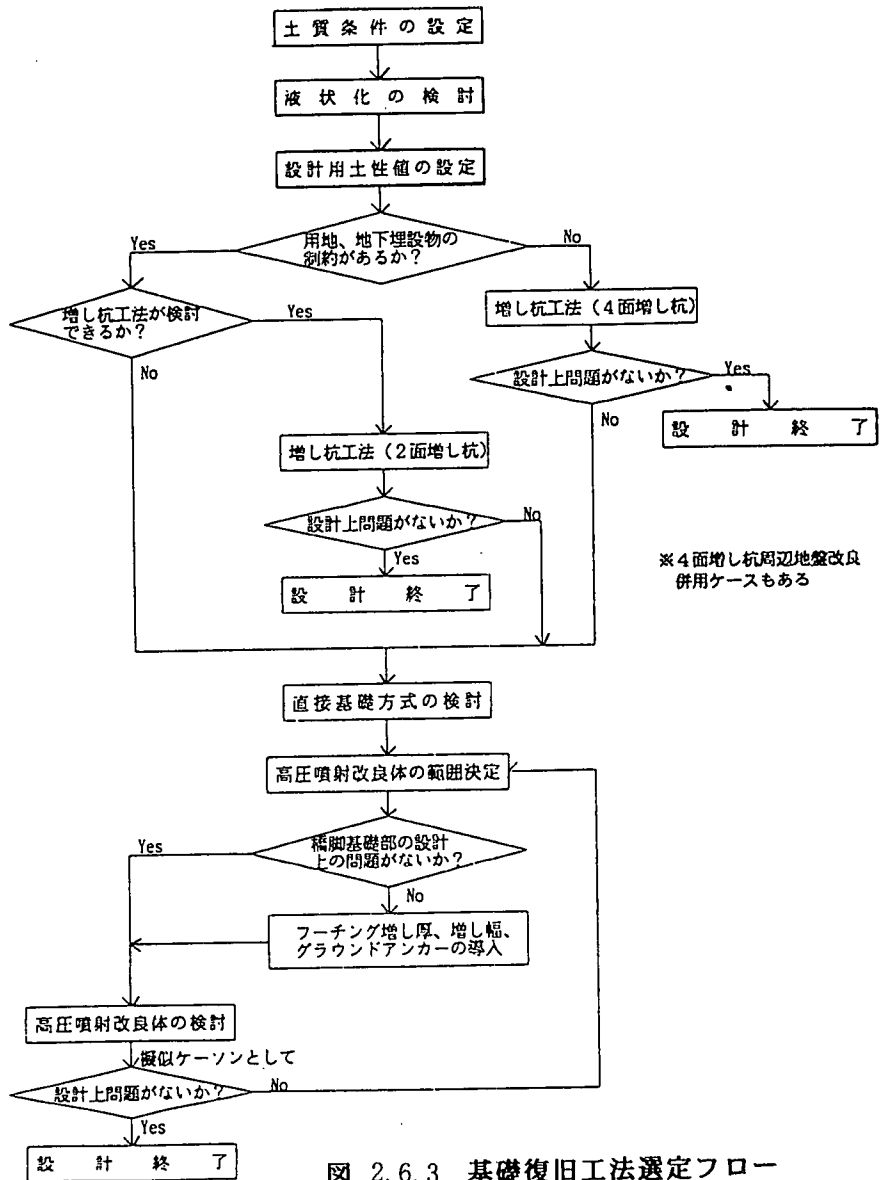 土質条件の設定
液状化の検討
設計用土性値の設定
用地、地下埋設物の
制約があるか？
Yes
No
増し杭工法が検討
できるか？
Yes
No
増し杭工法（4面増し杭）
設計上問題がないか？
Yes
No
設計終了
増し杭工法（2面増し杭）
設計上問題がないか？
No
Yes
設計終了
※4面増し杭周辺地盤改良
併用ケースもある
直接基礎方式の検討
高圧噴射改良体の範囲決定
橋脚基礎部の設計
上の問題がないか？
Yes
No
フーチング増し厚、増し幅、
グラウンドアンカーの導入
高圧噴射改良体の検討
擬似ケーソンとして
設計上問題がないか？
No
Yes
設計終了
図 2.6.3 基礎復旧工法選定フロー